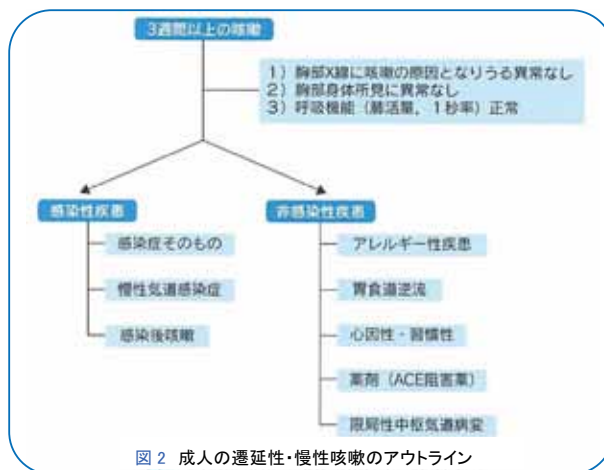 3週間以上の咳嗽
1）胸部X線に咳嗽の原因となりうる異常なし
2）胸部身体所見に異常なし
3）呼吸機能（肺活量，1秒率）正常
感染性疾患
非感染性疾患
感染症そのもの
アレルギー性疾患
慢性気道感染症
胃食道逆流
感染後咳嗽
心因性・習慣性
薬剤（ACE阻害薬）
限局性中枢気道病変
図2 成人の遷延性・慢性咳嗽のアウトライン